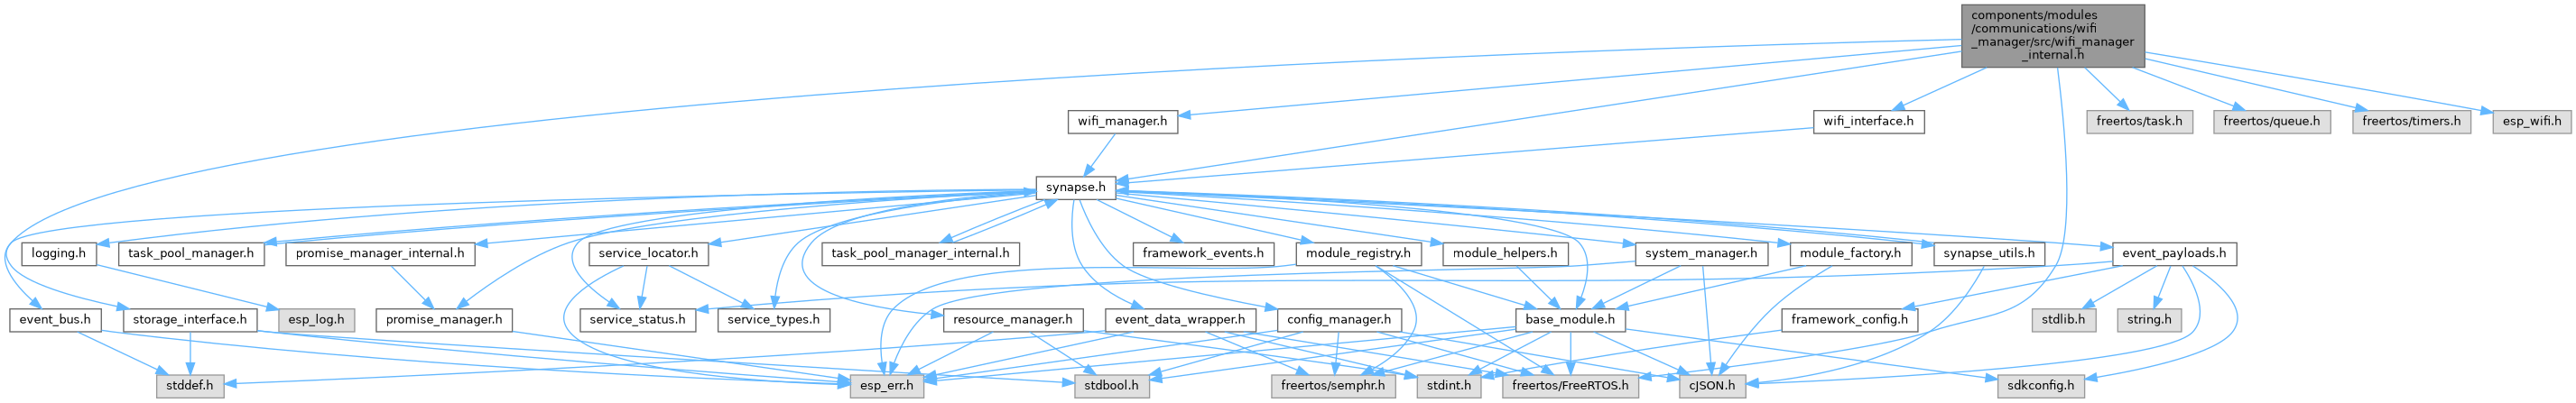 components/modules
/communications/wifi
_manager/src/wifi_manager
_internal.h
wifi_manager.h
wifi_interface.h
freertos/task.h
freertos/queue.h
freertos/timers.h
esp_wifi.h
synapse.h
logging.h
task_pool_manager.h
promise_manager_internal.h
service_locator.h
task_pool_manager_internal.h
framework_events.h
module_registry.h
module_helpers.h
system_manager.h
module_factory.h
synapse_utils.h
event_payloads.h
event_bus.h
storage_interface.h
esp_log.h
promise_manager.h
service_status.h
service_types.h
resource_manager.h
event_data_wrapper.h
config_manager.h
base_module.h
framework_config.h
stdlib.h
string.h
stddef.h
esp_err.h
stdbool.h
freertos/semphr.h
stdint.h
freertos/FreeRTOS.h
cJSON.h
sdkconfig.h